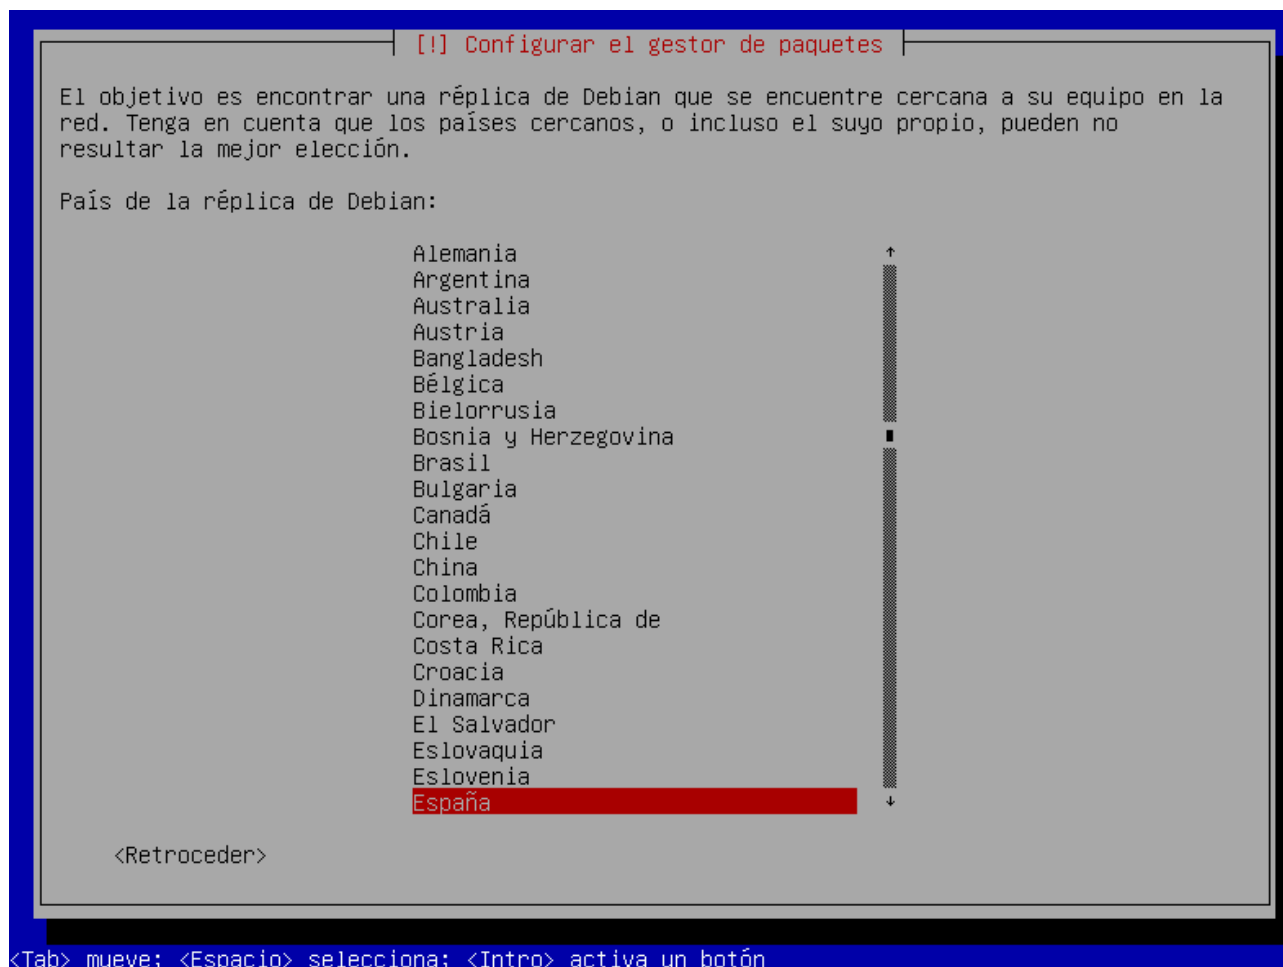 [!] Configurar el gestor de paquetes
El objetivo es encontrar una réplica de Debian que se encuentre cercana a su equipo en la
red. Tenga en cuenta que los países cercanos, o incluso el suyo propio, pueden no
resultar la mejor elección.
País de la réplica de Debian:
Alemania
Argentina
Australia
Austria
Bangladesh
Bélgica
Bielorrusia
Bosnia y Herzegovina
Brasil
Bulgaria
Canadá
Chile
China
Colombia
Corea, República de
Costa Rica
Croacia
Dinamarca
El Salvador
Eslovaquia
Eslovenia
España
<Retroceder>
<Tab> mueve; <Espacio> selecciona; <Intro> activa un botón